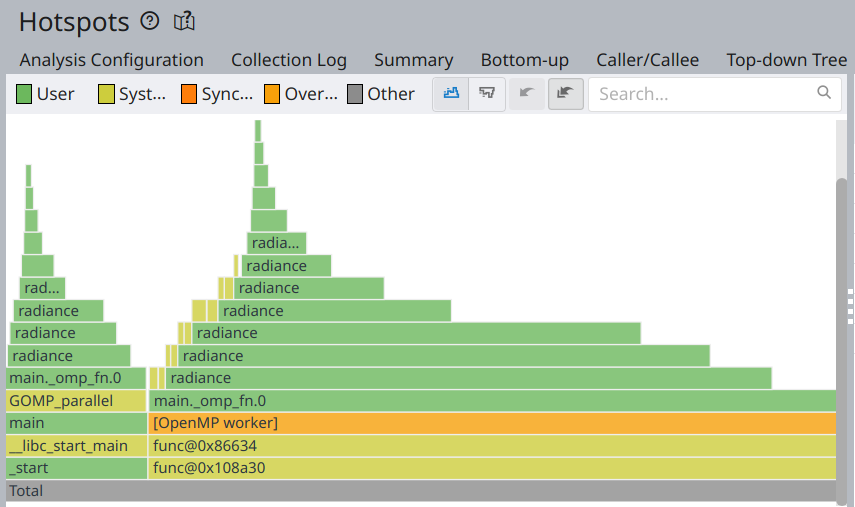 Hotspots
Analysis Configuration Collection Log Summary Bottom-up Caller/Callee Top-down Tree
User Syst... Sync... Over... Other Search...
radia...
radiance
rad... radiance
radiance radiance
radiance radiance
radiance radiance
main._omp_fn.0 radiance
GOMP_parallel main._omp_fn.0
main [OpenMP worker]
__libc_start_main func@0x86634
_start func@0x108a30
Total